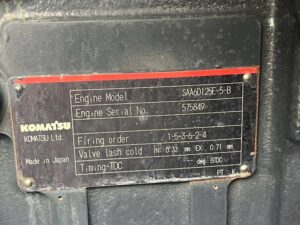 Engine Model SAA6D125E-5-B
Engine Serial No. 575849
KOMATSU
KOMATSU Ltd.
Firing order 1-5-3-6-2-4
Valve lash cold IN: 0.33 mm EX: 0.71 mm
Made in Japan
Timing-TDC -- deg. BTDC